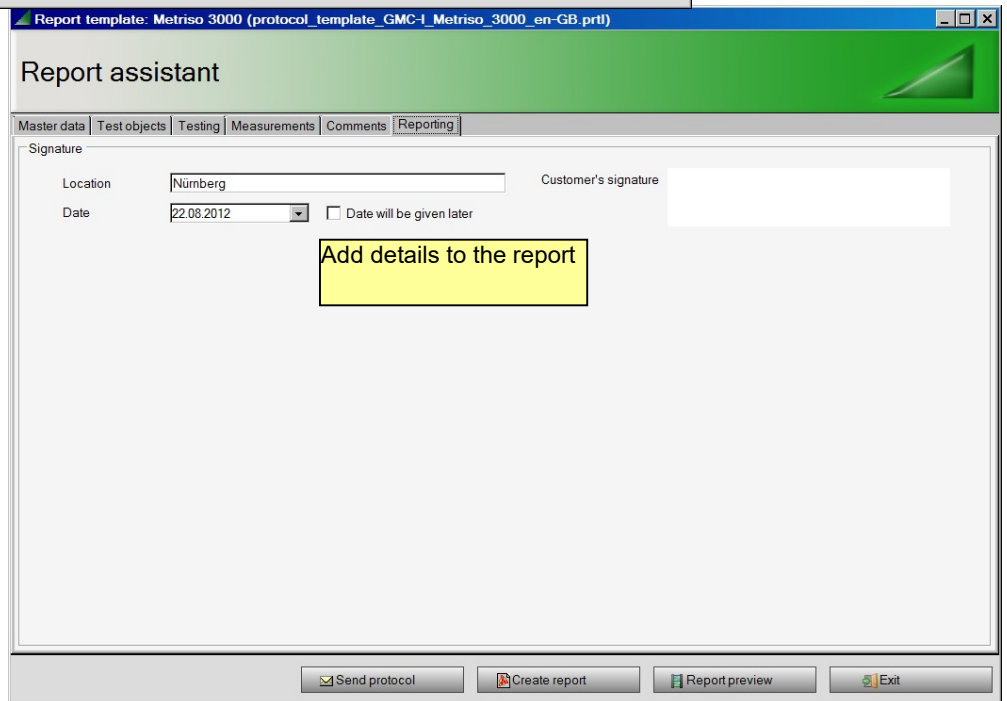 Report template: Metriso 3000 (protocol_template_GMC-I_Metriso_3000_en-GB.prtl)
Report assistant
Master data Test objects Testing Measurements Comments Reporting
Signature
Location Nürnberg Customer's signature
Date 22.08.2012 Date will be given later
Add details to the report
Send protocol Create report Report preview Exit